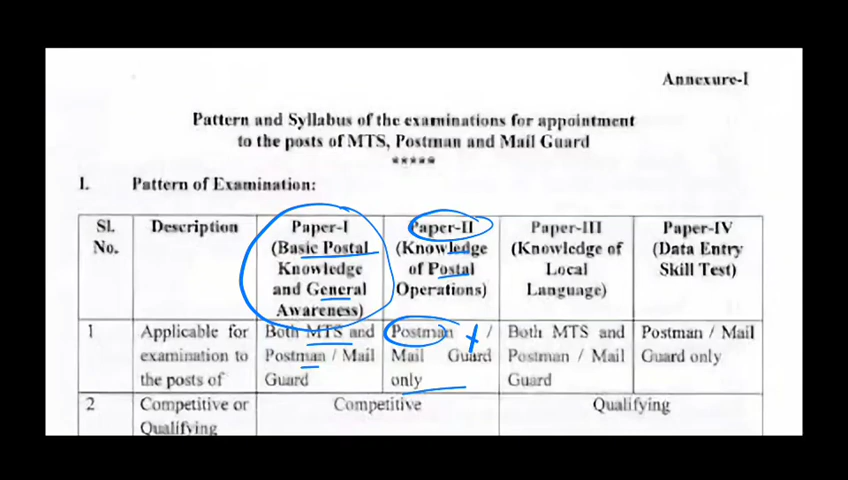 Annexure-I
Pattern and Syllabus of the examinations for appointment
to the posts of MTS, Postman and Mail Guard
*****
I. Pattern of Examination:
Sl. No.
Description
Paper-I
(Basic Postal
Knowledge
and General
Awareness)
Paper-II
(Knowledge
of Postal
Operations)
Paper-III
(Knowledge of
Local
Language)
Paper-IV
(Data Entry
Skill Test)
1
Applicable for
examination to
the posts of
Both MTS and
Postman / Mail
Guard
Postman /
Mail Guard
only
Both MTS and
Postman / Mail
Guard
Postman / Mail
Guard only
2
Competitive or
Qualifying
Competitive
Qualifying